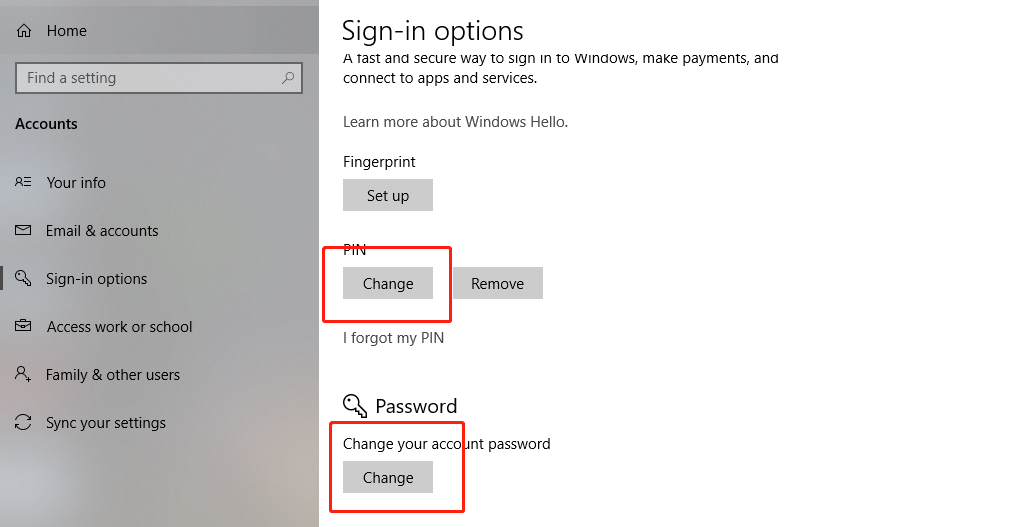 Home
Find a setting
Accounts
Your info
Email & accounts
Sign-in options
Access work or school
Family & other users
Sync your settings
Sign-in options
A fast and secure way to sign in to Windows, make payments, and
connect to apps and services.
Learn more about Windows Hello.
Fingerprint
Set up
PIN
Change Remove
I forgot my PIN
Password
Change your account password
Change